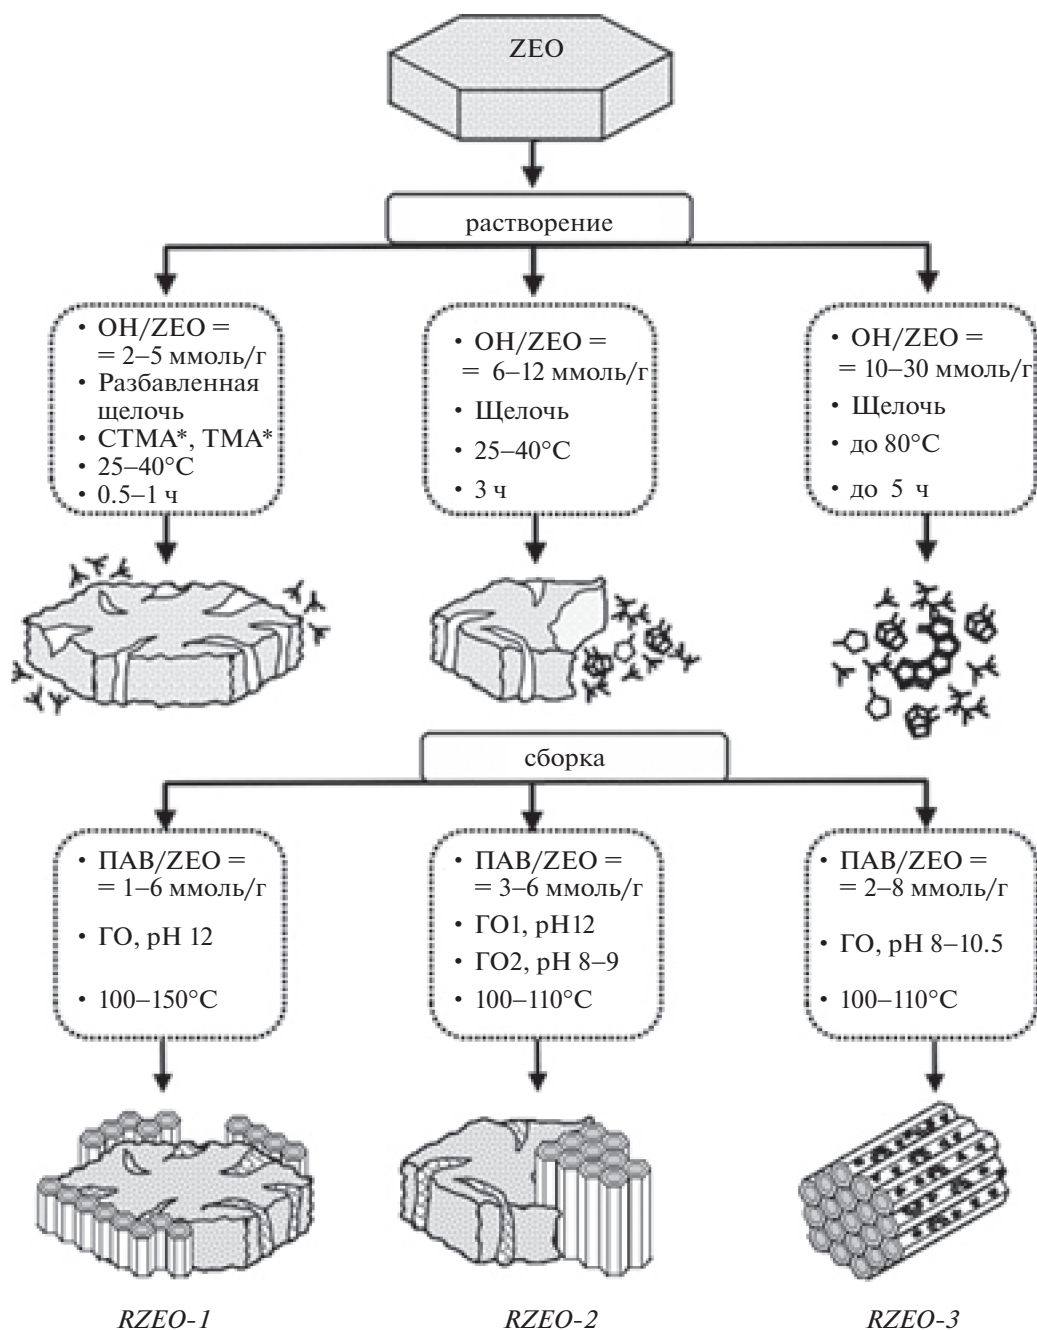 ZEO
растворение
• OH/ZEO =
= 2–5 ммоль/г
• Разбавленная
щелочь
• CTMA*, TMA*
• 25–40°C
• 0.5–1 ч
• OH/ZEO =
= 6–12 ммоль/г
• Щелочь
• 25–40°C
• 3 ч
• OH/ZEO =
= 10–30 ммоль/г
• Щелочь
• до 80°C
• до 5 ч
сборка
• ПАВ/ZEO =
= 1–6 ммоль/г
• ГО, pH 12
• 100–150°C
• ПАВ/ZEO =
= 3–6 ммоль/г
• ГО1, pH12
• ГО2, pH 8–9
• 100–110°C
• ПАВ/ZEO =
= 2–8 ммоль/г
• ГО, pH 8–10.5
• 100–110°C
RZEO-1
RZEO-2
RZEO-3